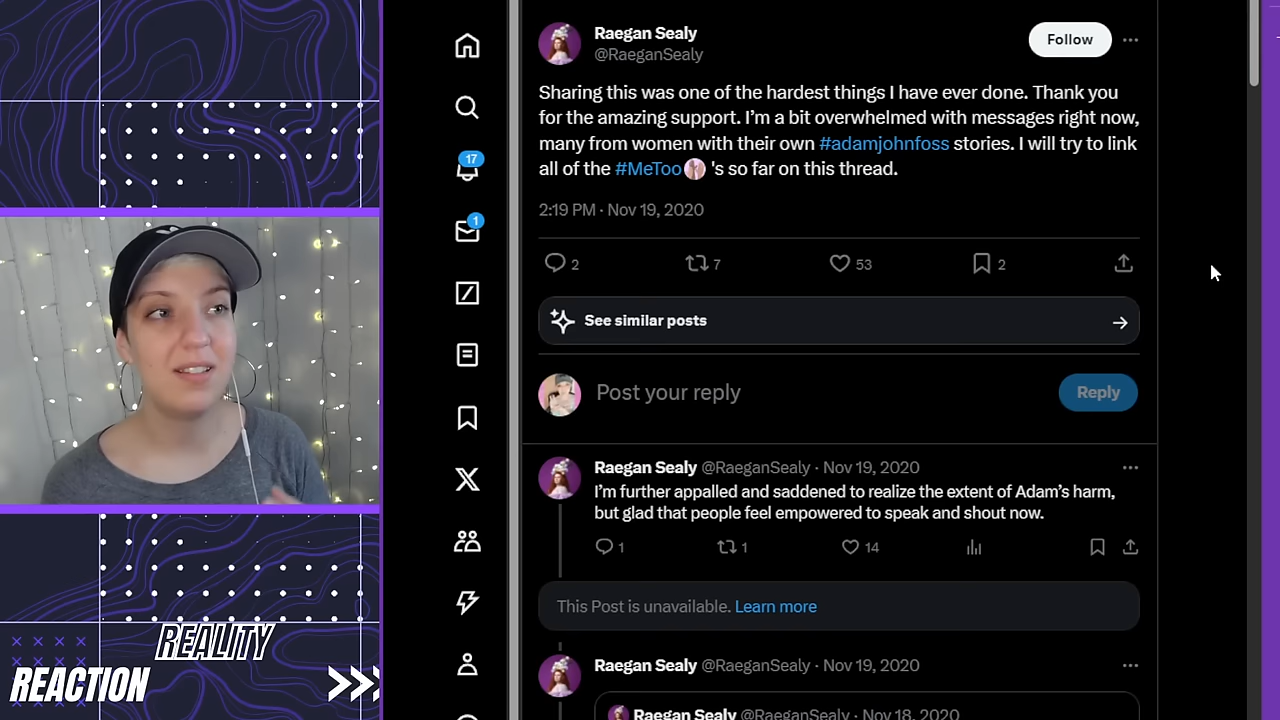 Raegan Sealy
@RaeganSealy
Follow
Sharing this was one of the hardest things I have ever done. Thank you
for the amazing support. I'm a bit overwhelmed with messages right now,
many from women with their own #adamjohnfoss stories. I will try to link
all of the #MeToo 's so far on this thread.
2:19 PM · Nov 19, 2020
2
7
53
2
See similar posts
Post your reply
Reply
Raegan Sealy @RaeganSealy · Nov 19, 2020
I'm further appalled and saddened to realize the extent of Adam's harm,
but glad that people feel empowered to speak and shout now.
1
1
14
This Post is unavailable. Learn more
Raegan Sealy @RaeganSealy · Nov 19, 2020
Raegan Sealy @RaeganSealy · Nov 18, 2020
17
1
REALITY
REACTION